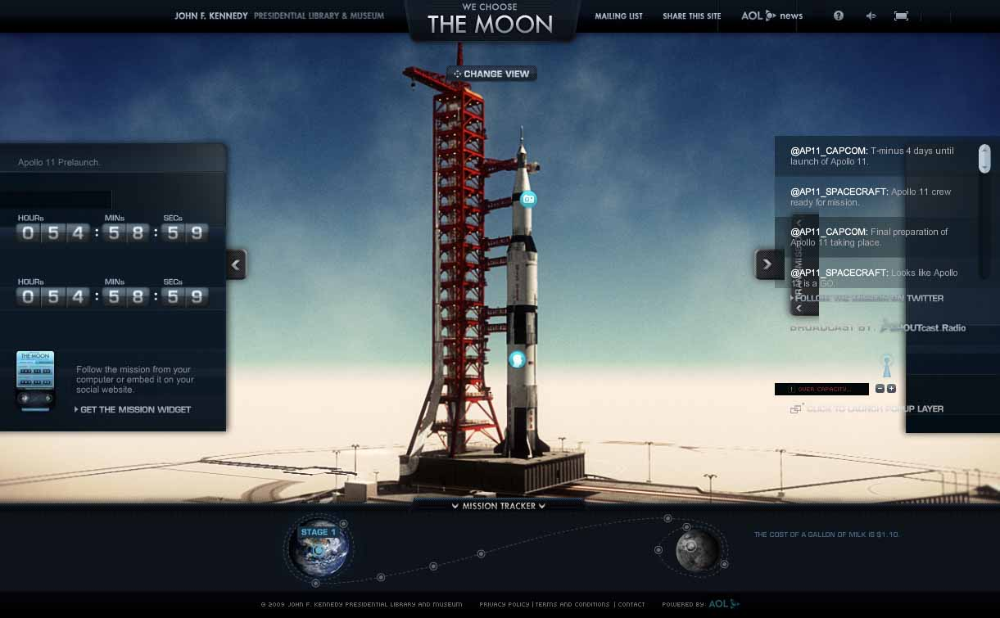 JOHN F. KENNEDY PRESIDENTIAL LIBRARY & MUSEUM
WE CHOOSE
THE MOON
MAILING LIST
SHARE THIS SITE
AOL news
?
CHANGE VIEW
Apollo 11 Prelaunch.
HOURs MINs SECs
054:58:59
HOURs MINs SECs
054:58:59
THE MOON
Follow the mission from your
computer or embed it on your
social website.
GET THE MISSION WIDGET
@AP11_CAPCOM: T-minus 4 days until
launch of Apollo 11.
@AP11_SPACECRAFT: Apollo 11 crew
ready for mission.
@AP11_CAPCOM: Final preparation of
Apollo 11 taking place.
@AP11_SPACECRAFT: Looks like Apollo
11 is a GO.
FOLLOW THE MISSION ON TWITTER
BROADCAST BY: SHOUTcast Radio
! OVER CAPACITY...
CLICK TO LAUNCH POPUP LAYER
MISSION TRACKER
STAGE 1
THE COST OF A GALLON OF MILK IS $1.10.
© 2009 JOHN F. KENNEDY PRESIDENTIAL LIBRARY AND MUSEUM
PRIVACY POLICY | TERMS AND CONDITIONS | CONTACT
POWERED BY: AOL